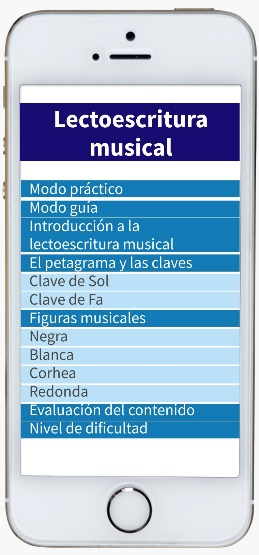 Lectoescritura
musical
Modo práctico
Modo guía
Introducción a la
lectoescritura musical
El petagrama y las claves
Clave de Sol
Clave de Fa
Figuras musicales
Negra
Blanca
Corhea
Redonda
Evaluación del contenido
Nivel de dificultad